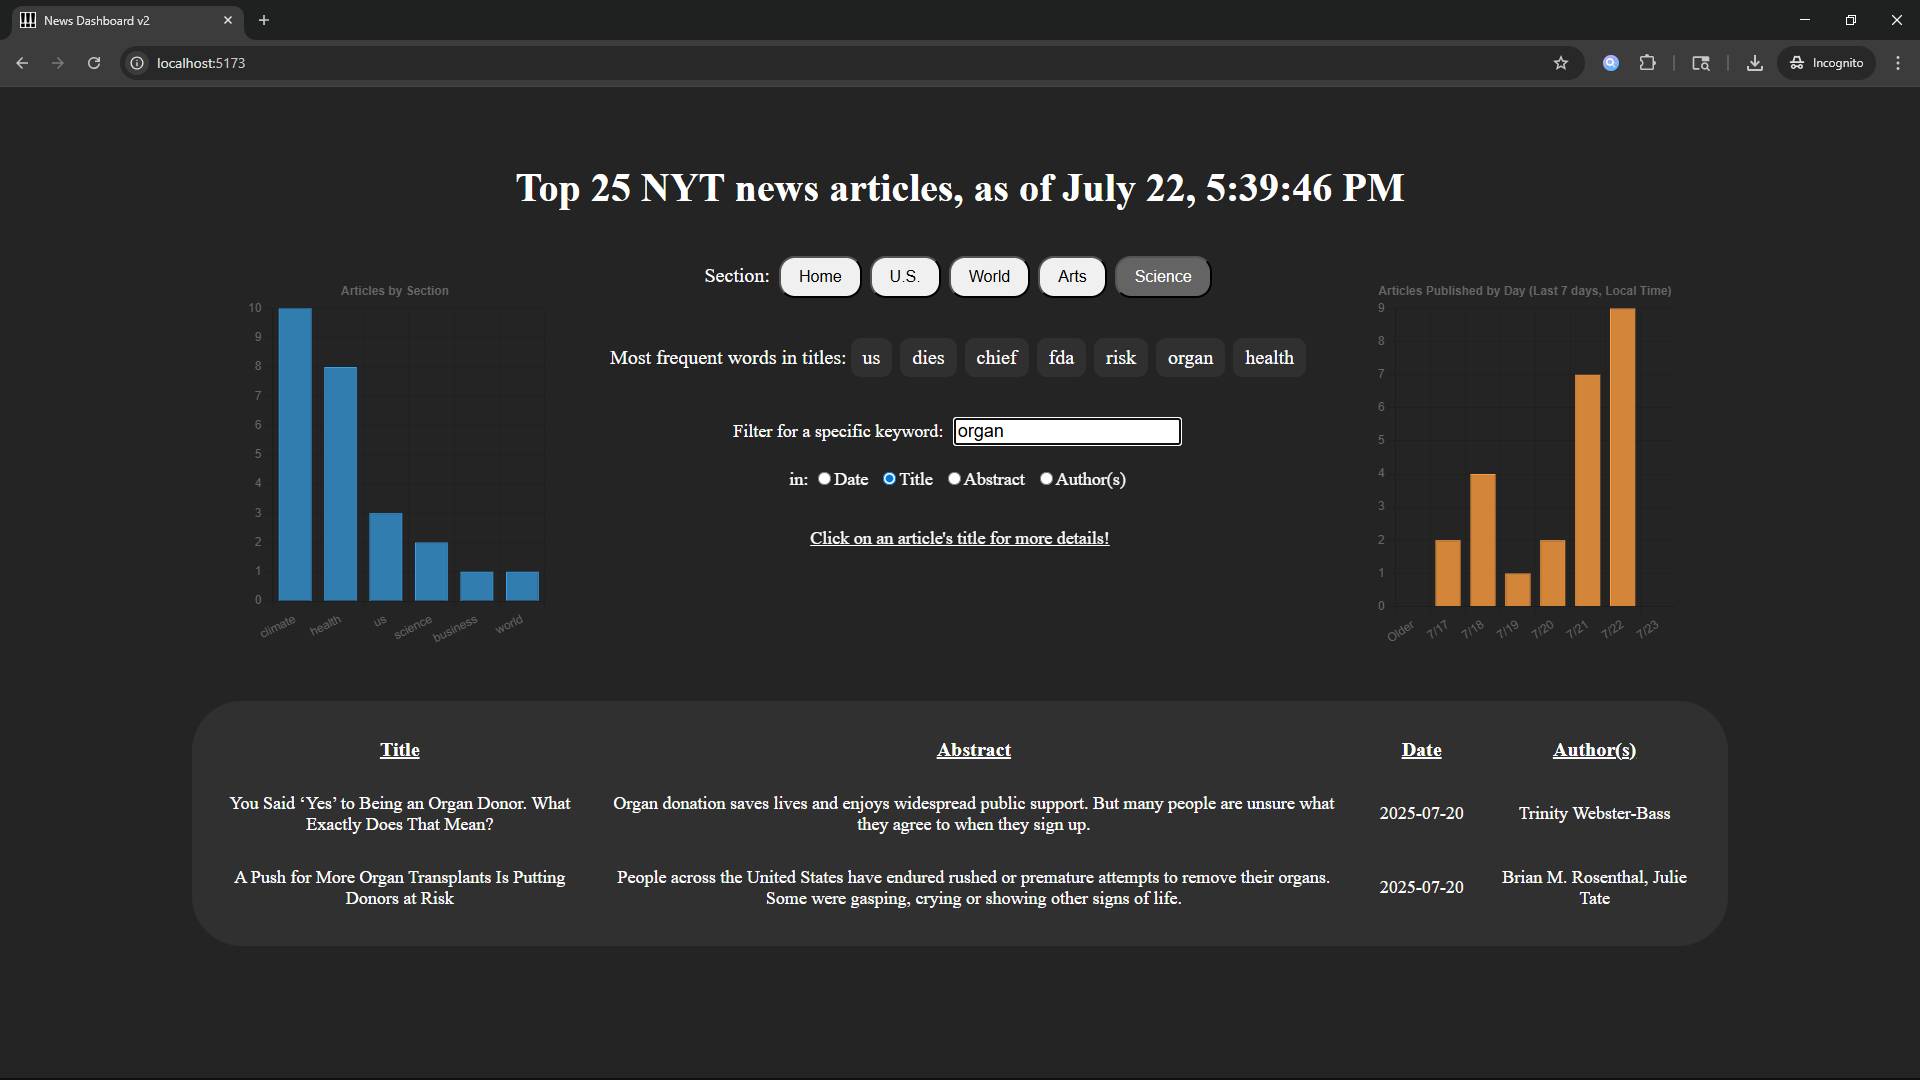 News Dashboard v2
localhost:5173
Incognito
Top 25 NYT news articles, as of July 22, 5:39:46 PM
Section: Home U.S. World Arts Science
Articles by Section
10
9
8
7
6
5
4
3
2
1
0
climate health us science business world
Most frequent words in titles: us dies chief fda risk organ health
Filter for a specific keyword: organ
in: Date Title Abstract Author(s)
Click on an article's title for more details!
Articles Published by Day (Last 7 days, Local Time)
9
8
7
6
5
4
3
2
1
0
Older 7/17 7/18 7/19 7/20 7/21 7/22 7/23
Title Abstract Date Author(s)
You Said ‘Yes’ to Being an Organ Donor. What
Exactly Does That Mean?
Organ donation saves lives and enjoys widespread public support. But many people are unsure what
they agree to when they sign up.
2025-07-20
Trinity Webster-Bass
A Push for More Organ Transplants Is Putting
Donors at Risk
People across the United States have endured rushed or premature attempts to remove their organs.
Some were gasping, crying or showing other signs of life.
2025-07-20
Brian M. Rosenthal, Julie
Tate